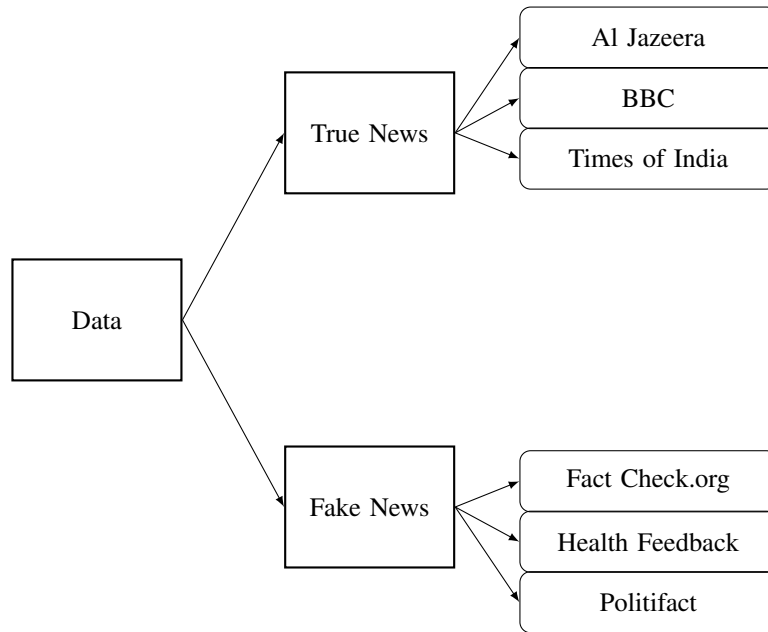 Al Jazeera
BBC
Times of India
True News
Data
Fake News
Fact Check.org
Health Feedback
Politifact